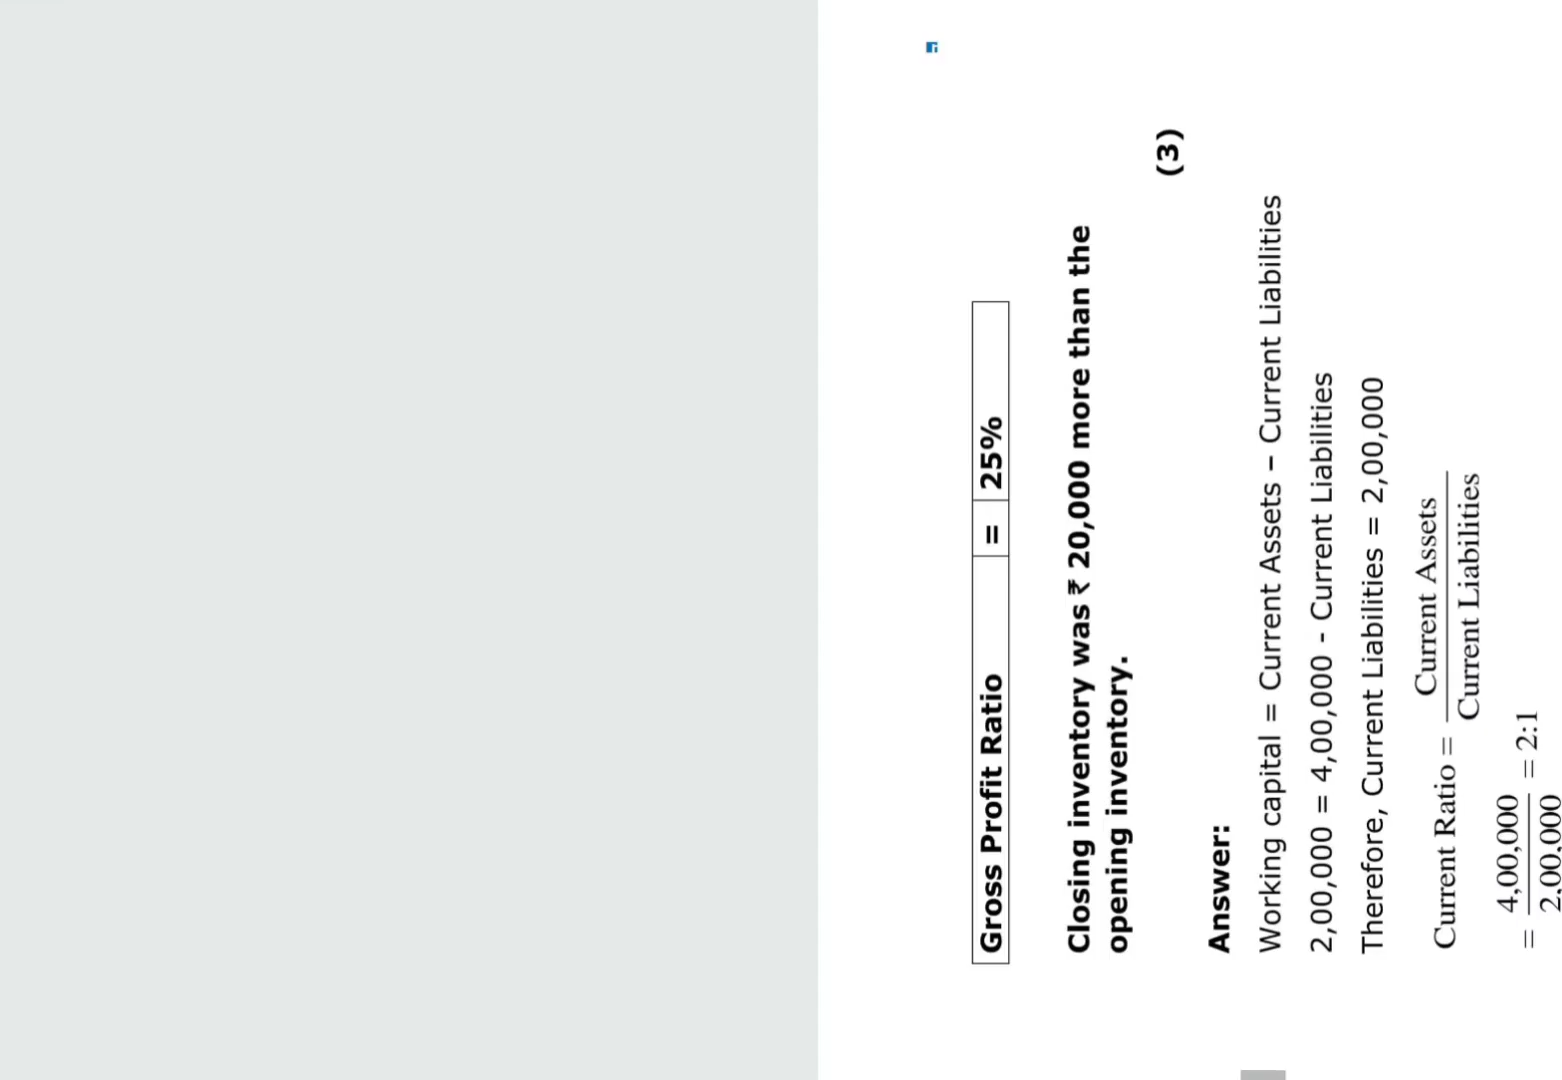 Gross Profit Ratio = 25%
Closing inventory was ₹ 20,000 more than the
opening inventory.
(3)
Answer:
Working capital = Current Assets – Current Liabilities
2,00,000 = 4,00,000 - Current Liabilities
Therefore, Current Liabilities = 2,00,000
Current Ratio = Current Assets
Current Liabilities
= 4,00,000 = 2:1
2.00.000